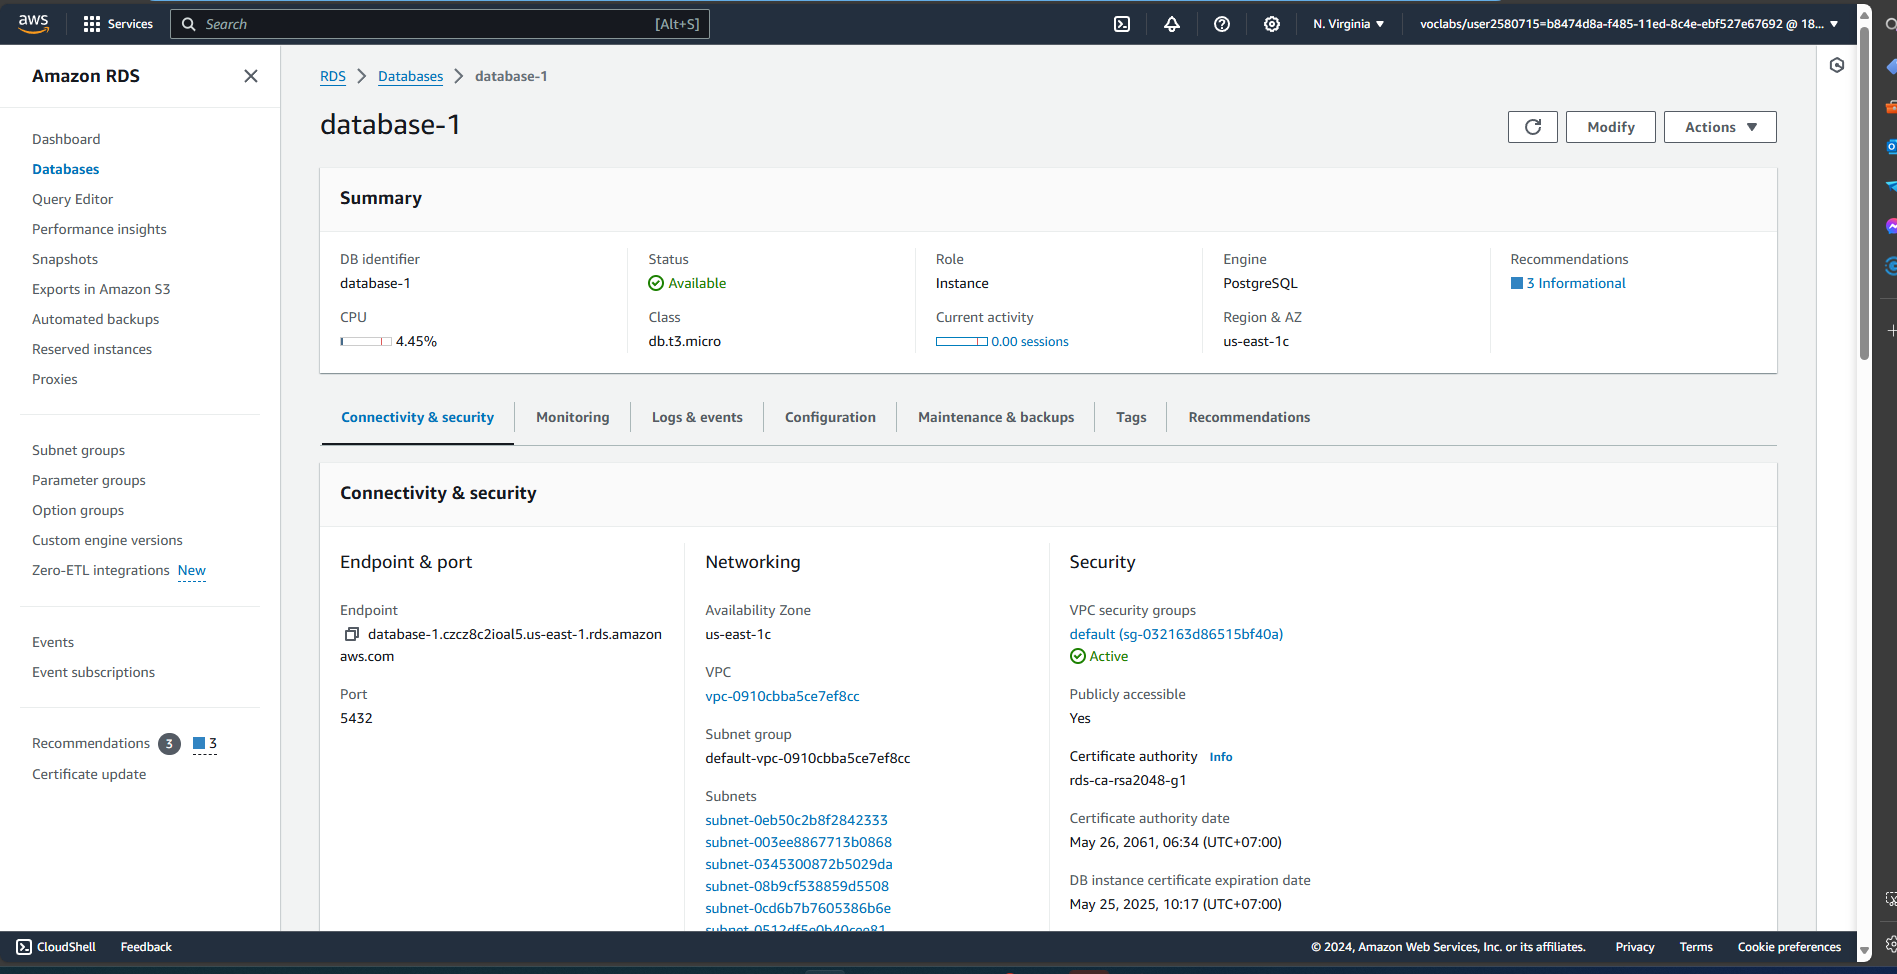 aws
Services
Search
[Alt+S]
N. Virginia
voclabs/user2580715=b8474d8a-f485-11ed-8c4e-ebf527e67692 @ 18...
Amazon RDS
Dashboard
Databases
Query Editor
Performance insights
Snapshots
Exports in Amazon S3
Automated backups
Reserved instances
Proxies
Subnet groups
Parameter groups
Option groups
Custom engine versions
Zero-ETL integrations New
Events
Event subscriptions
Recommendations 3 3
Certificate update
RDS > Databases > database-1
database-1
Modify
Actions
Summary
DB identifier
database-1
CPU
4.45%
Status
Available
Class
db.t3.micro
Role
Instance
Current activity
0.00 sessions
Engine
PostgreSQL
Region & AZ
us-east-1c
Recommendations
3 Informational
Connectivity & security
Monitoring
Logs & events
Configuration
Maintenance & backups
Tags
Recommendations
Connectivity & security
Endpoint & port
Endpoint
database-1.czcz8c2ioal5.us-east-1.rds.amazon
aws.com
Port
5432
Networking
Availability Zone
us-east-1c
VPC
vpc-0910cbba5ce7ef8cc
Subnet group
default-vpc-0910cbba5ce7ef8cc
Subnets
subnet-0eb50c2b8f2842333
subnet-003ee8867713b0868
subnet-0345300872b5029da
subnet-08b9cf538859d5508
subnet-0cd6b7b7605386b6e
subnet-0512df5e0b40cee81
Security
VPC security groups
default (sg-032163d86515bf40a)
Active
Publicly accessible
Yes
Certificate authority Info
rds-ca-rsa2048-g1
Certificate authority date
May 26, 2061, 06:34 (UTC+07:00)
DB instance certificate expiration date
May 25, 2025, 10:17 (UTC+07:00)
CloudShell
Feedback
© 2024, Amazon Web Services, Inc. or its affiliates.
Privacy
Terms
Cookie preferences